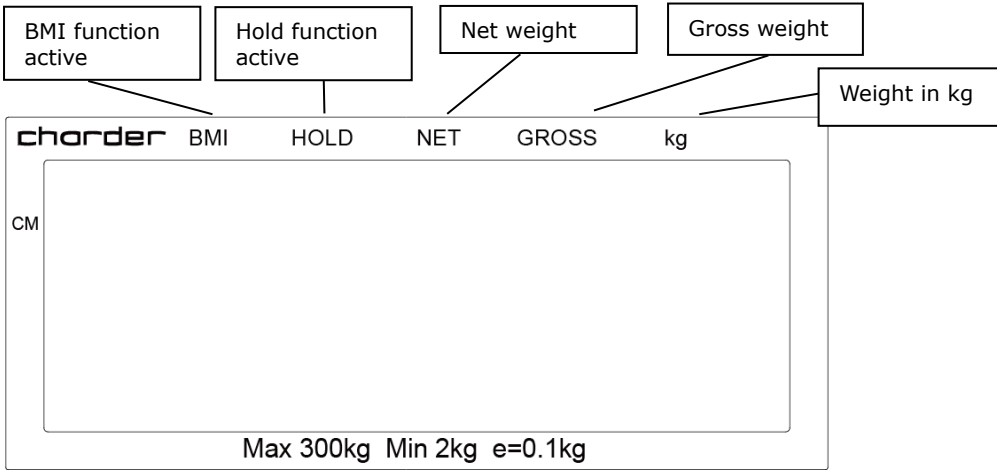 BMI function
active
Hold function
active
Net weight
Gross weight
Weight in kg
charder BMI HOLD NET GROSS kg
CM
Max 300kg Min 2kg e=0.1kg